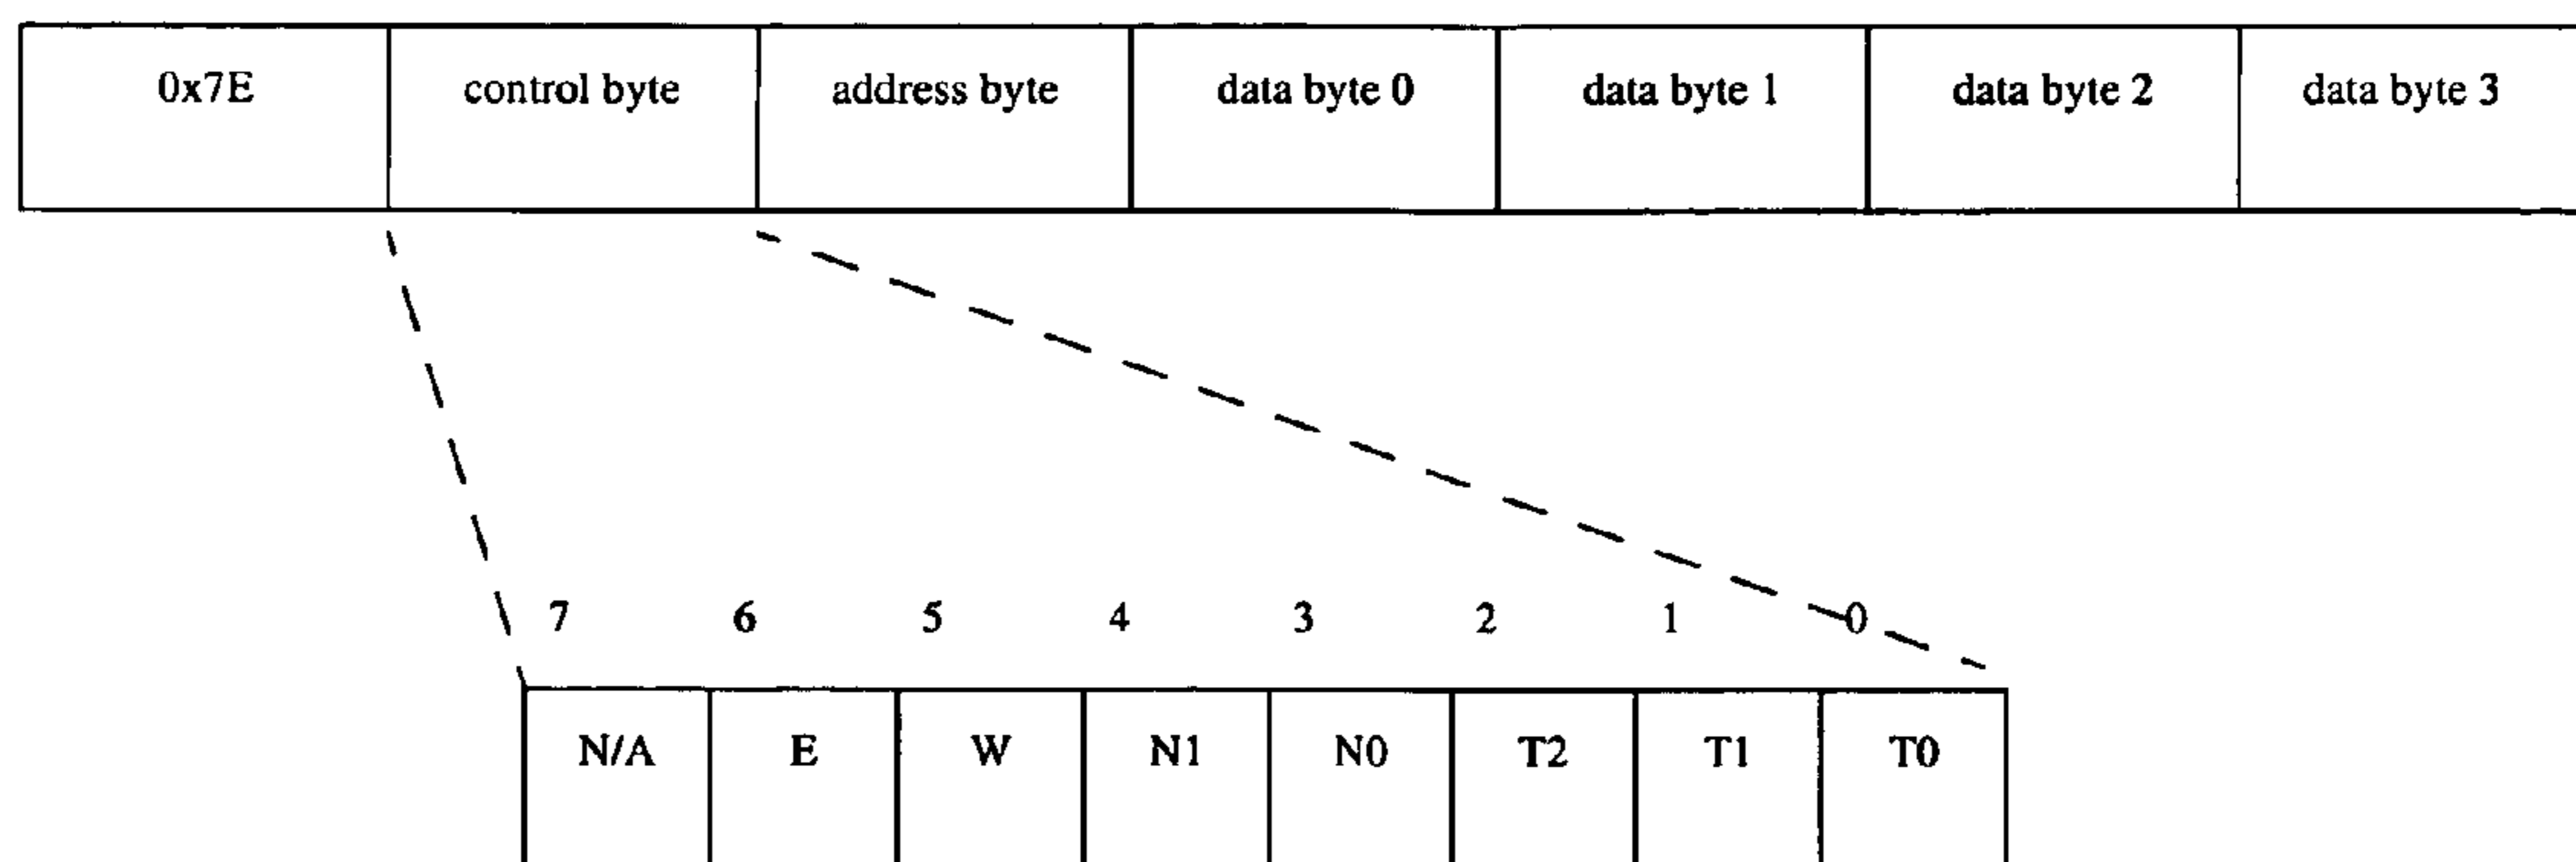 0x7E control byte address byte data byte 0 data byte 1 data byte 2 data byte 3
7 6 5 4 3 2 1 0
N/A E W N1 N0 T2 T1 T0